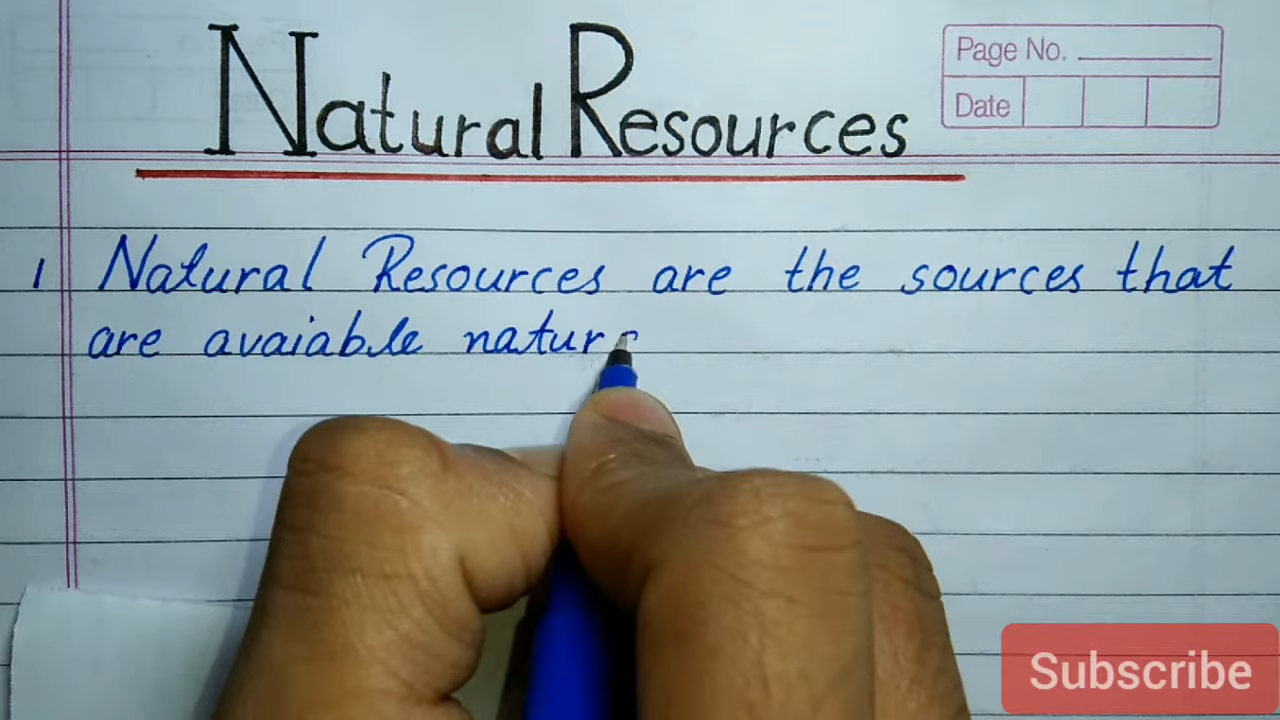 Natural Resources
Page No.
Date
1 Natural Resources are the sources that
are avaiable natur
Subscribe